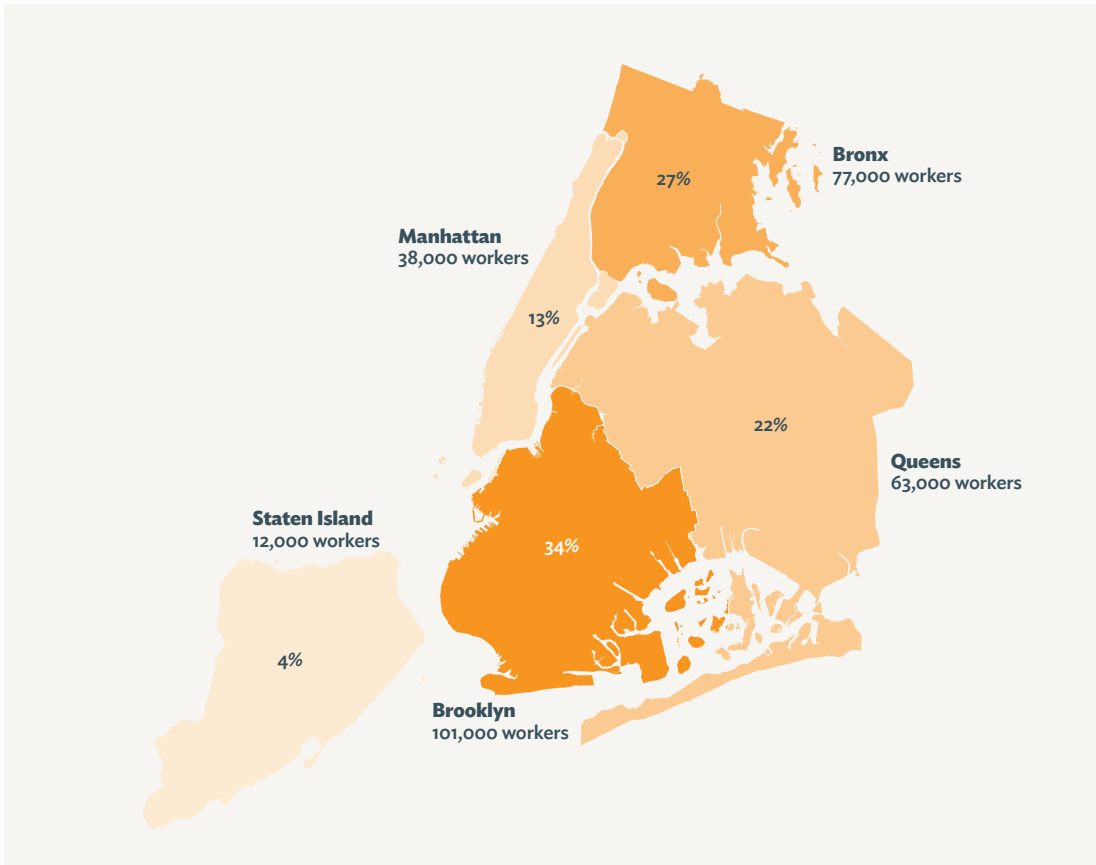 Bronx
77,000 workers
27%
Manhattan
38,000 workers
13%
22%
Queens
63,000 workers
Staten Island
12,000 workers
34%
4%
Brooklyn
101,000 workers